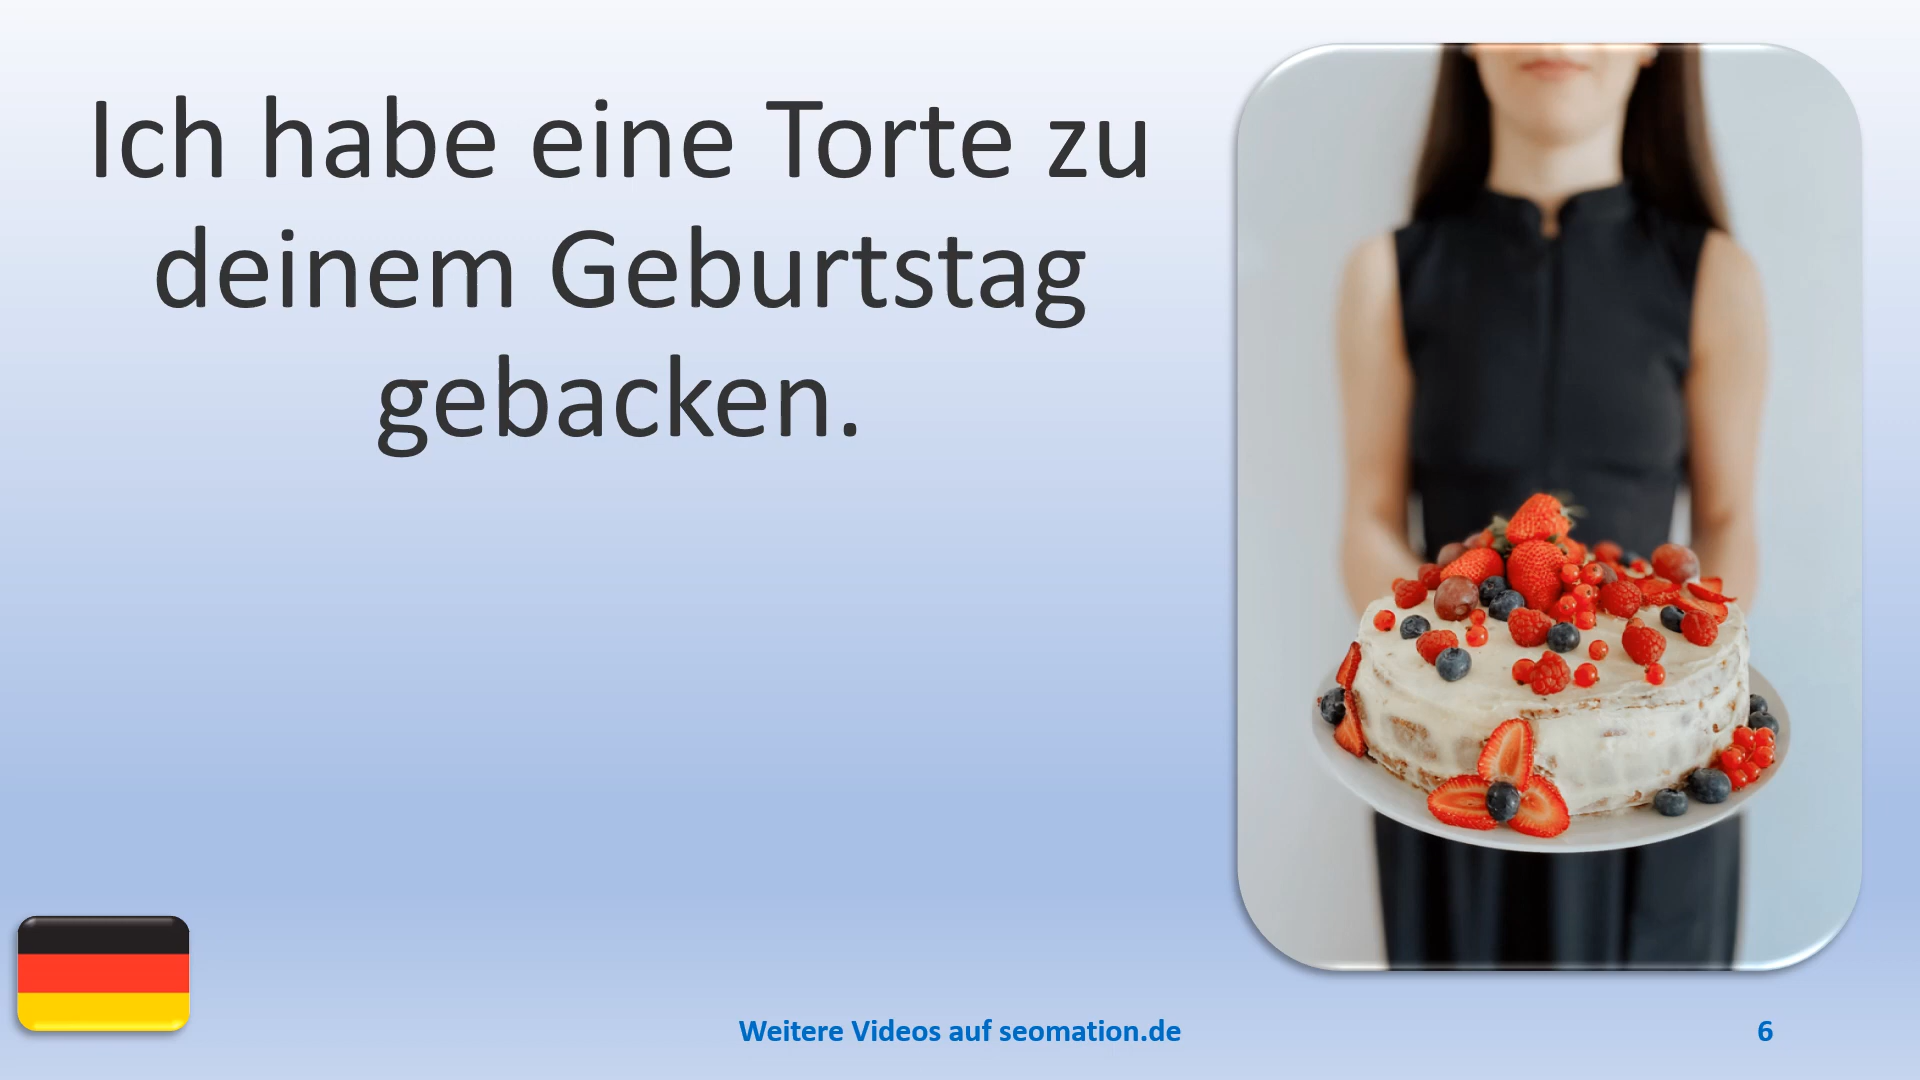 Ich habe eine Torte zu
deinem Geburtstag
gebacken.
Weitere Videos auf seomation.de
6